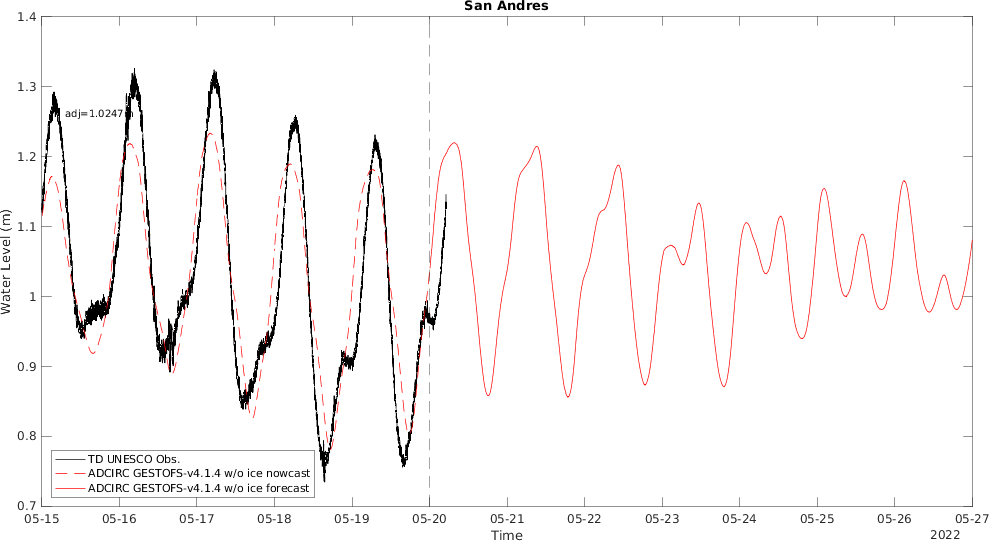 San Andres
1.4
1.3
1.2
1.1
1
0.9
0.8
0.7
Water Level (m)
adj=1.0247 m
TD UNESCO Obs.
ADCIRC GESTOFS-v4.1.4 w/o ice nowcast
ADCIRC GESTOFS-v4.1.4 w/o ice forecast
05-15 05-16 05-17 05-18 05-19 05-20 05-21 05-22 05-23 05-24 05-25 05-26 05-27
Time
2022